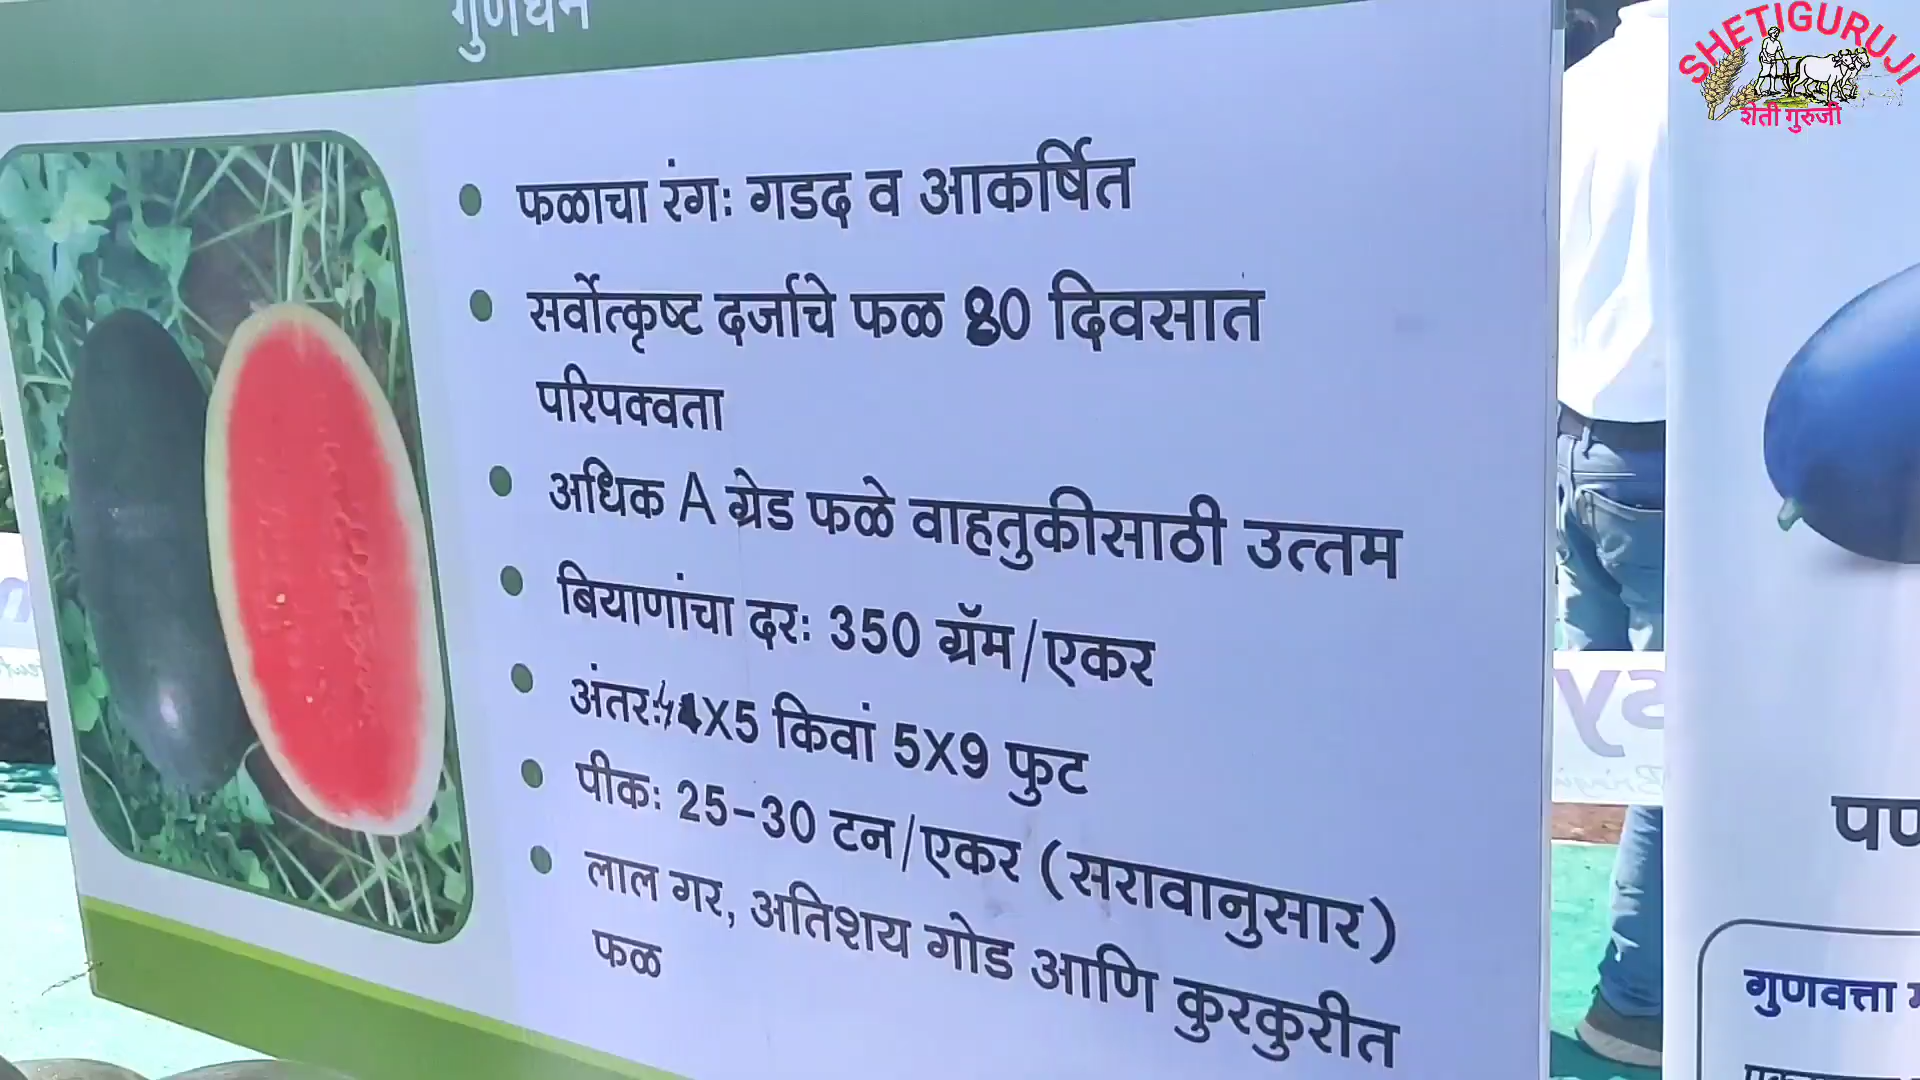 SHETIGURUJI
शेती गुरुजी
फळाचा रंग: गडद व आकर्षित
सर्वोत्कृष्ट दर्जाचे फळ 80 दिवसात
परिपक्वता
अधिक A ग्रेड फळे वाहतुकीसाठी उत्तम
बियाणांचा दर: 350 ग्रॅम/एकर
अंतर: 4X5 किवां 5X9 फुट
पीक: 25-30 टन/एकर (सरावानुसार)
लाल गर, अतिशय गोड आणि कुरकुरीत
फळ
गुणवत्ता